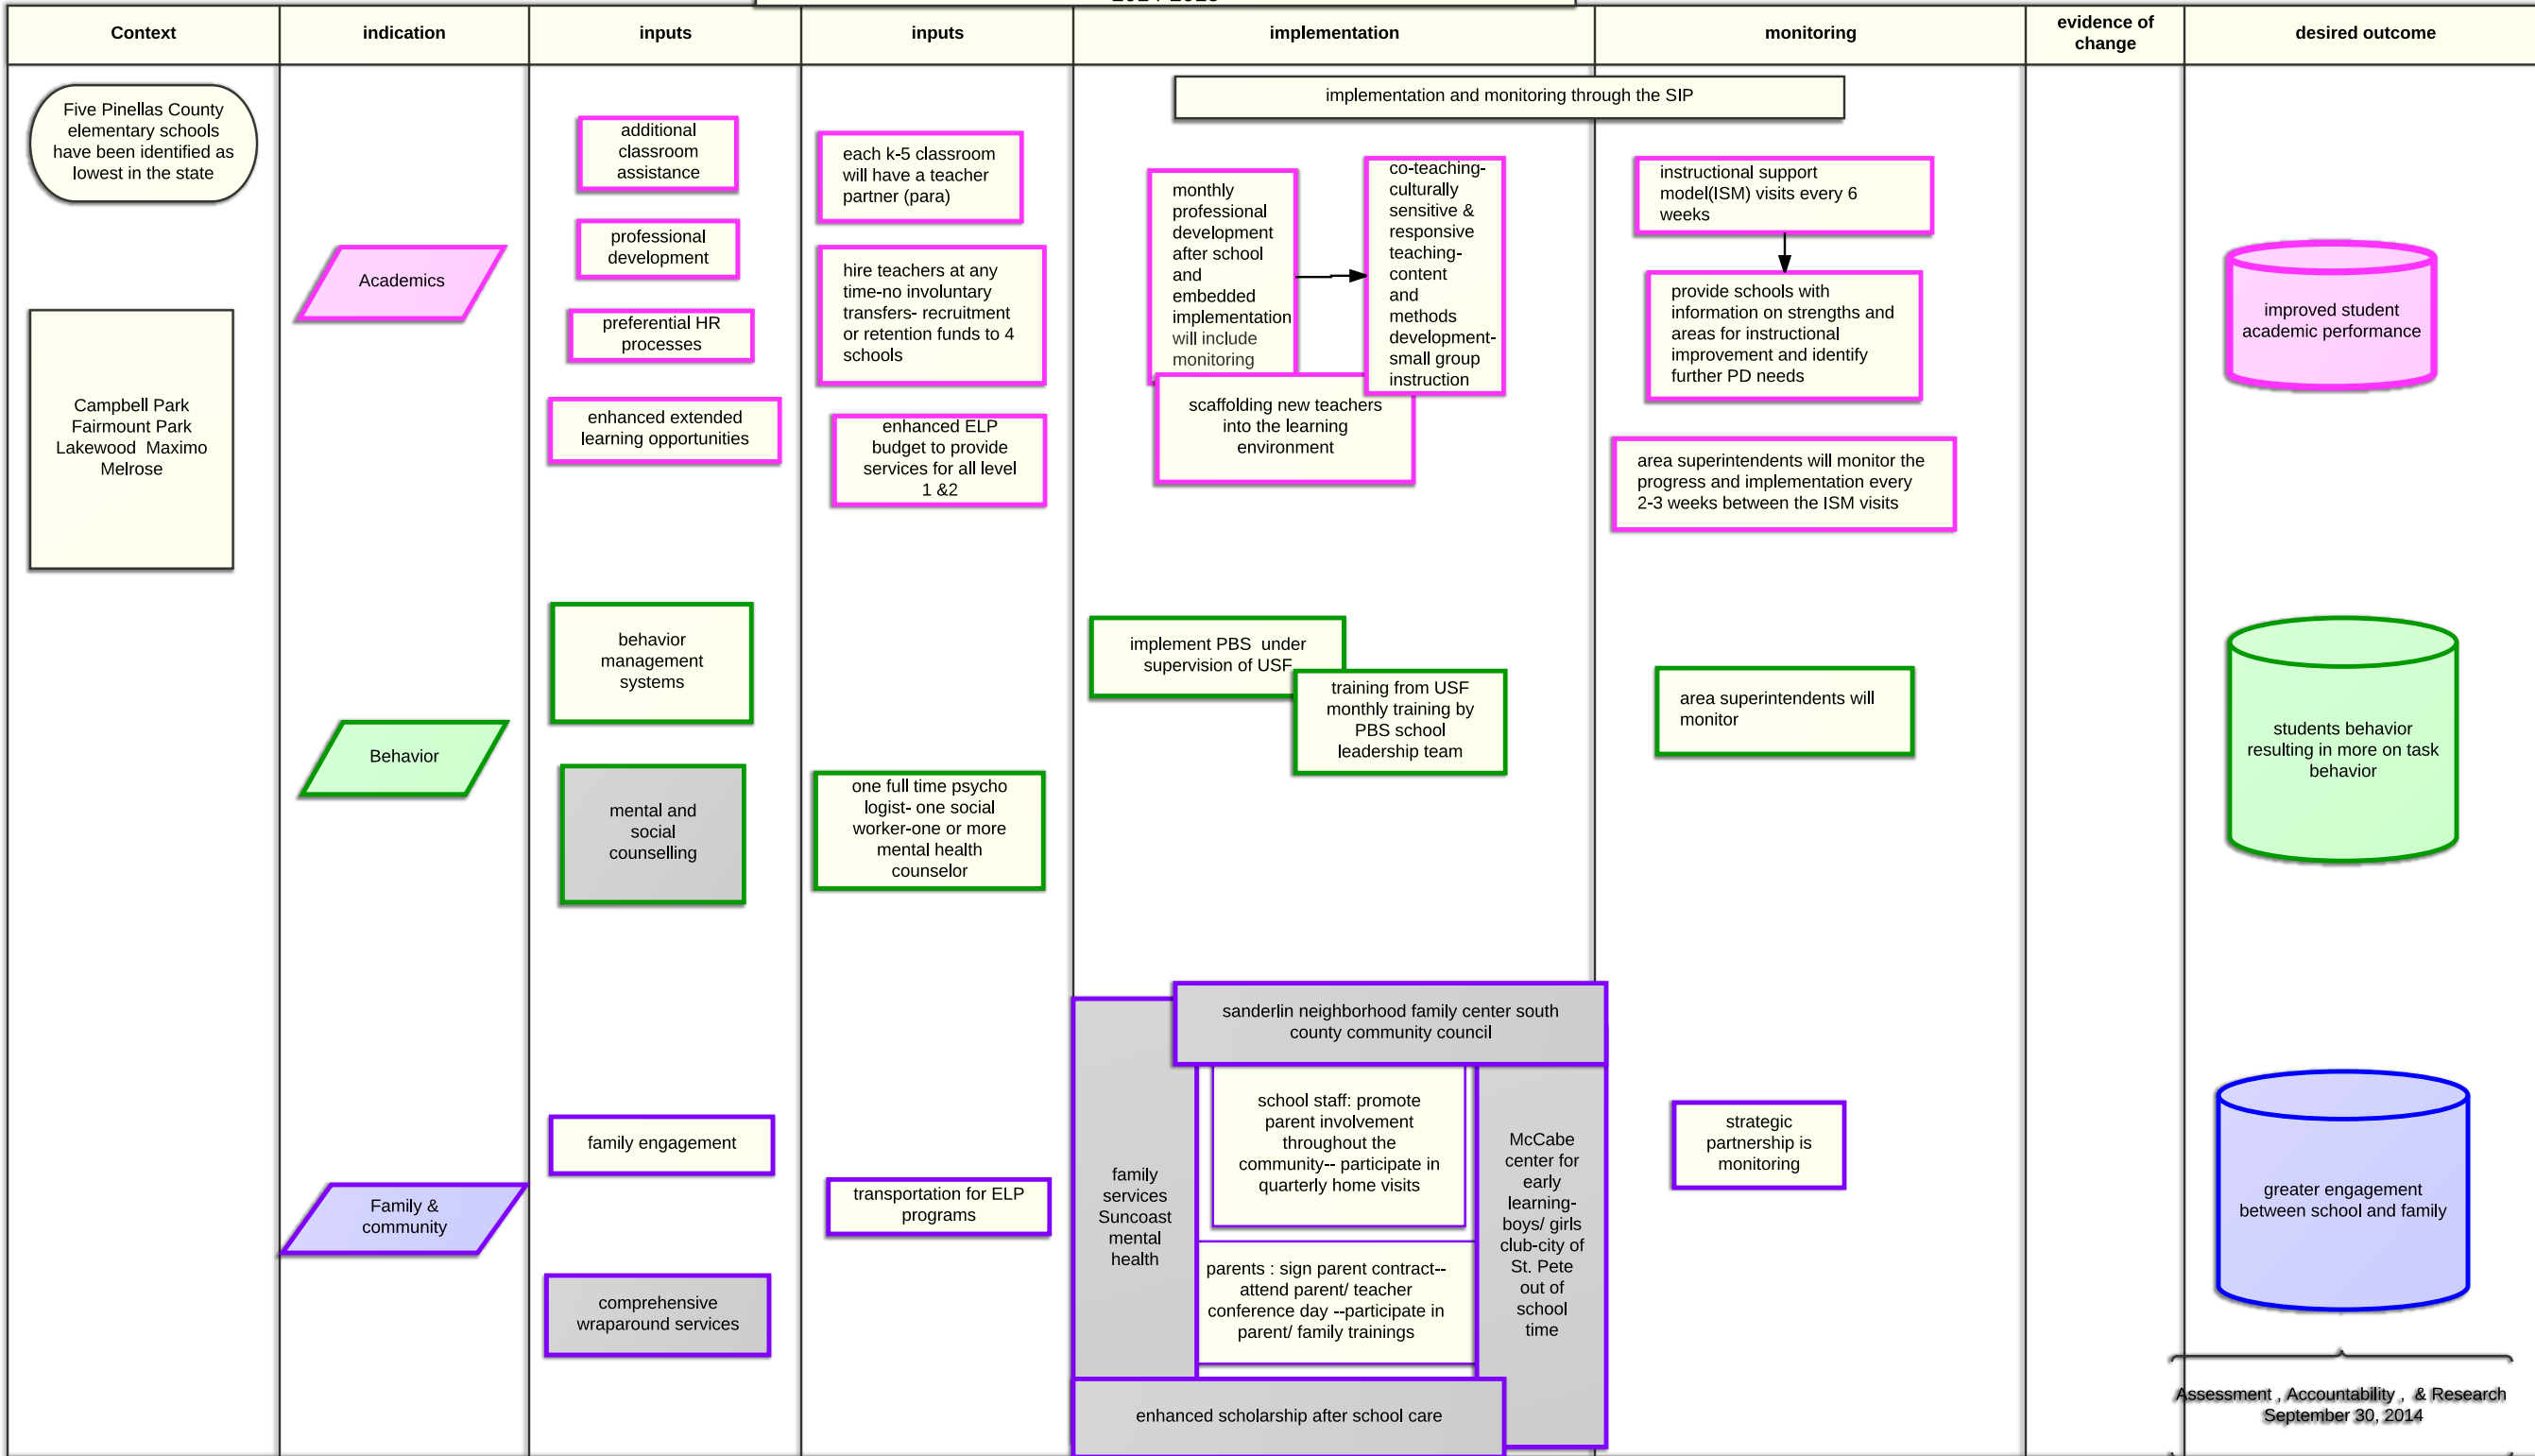 Context
indication
inputs
inputs
implementation
monitoring
evidence of
change
desired outcome
implementation and monitoring through the SIP
Five Pinellas County
elementary schools
have been identified as
lowest in the state
Campbell Park
Fairmount Park
Lakewood Maximo
Melrose
Academics
additional
classroom
assistance
professional
development
preferential HR
processes
enhanced extended
learning opportunities
each k-5 classroom
will have a teacher
partner (para)
hire teachers at any
time-no involuntary
transfers- recruitment
or retention funds to 4
schools
enhanced ELP
budget to provide
services for all level
1 &2
monthly
professional
development
after school
and
embedded
implementation
will include
monitoring
co-teaching-
culturally
sensitive &
responsive
teaching-
content
and
methods
development-
small group
instruction
scaffolding new teachers
into the learning
environment
instructional support
model(ISM) visits every 6
weeks
provide schools with
information on strengths and
areas for instructional
improvement and identify
further PD needs
area superintendents will monitor the
progress and implementation every
2-3 weeks between the ISM visits
improved student
academic performance
Behavior
behavior
management
systems
mental and
social
counselling
one full time psycho
logist- one social
worker-one or more
mental health
counselor
implement PBS under
supervision of USF
training from USF
monthly training by
PBS school
leadership team
area superintendents will
monitor
students behavior
resulting in more on task
behavior
Family &
community
family engagement
comprehensive
wraparound services
transportation for ELP
programs
sanderlin neighborhood family center south
county community council
family
services
Suncoast
mental
health
school staff: promote
parent involvement
throughout the
community-- participate in
quarterly home visits
parents : sign parent contract--
attend parent/ teacher
conference day --participate in
parent/ family trainings
McCabe
center for
early
learning-
boys/ girls
club-city of
St. Pete
out of
school
time
enhanced scholarship after school care
strategic
partnership is
monitoring
greater engagement
between school and family
Assessment , Accountability , & Research
September 30, 2014